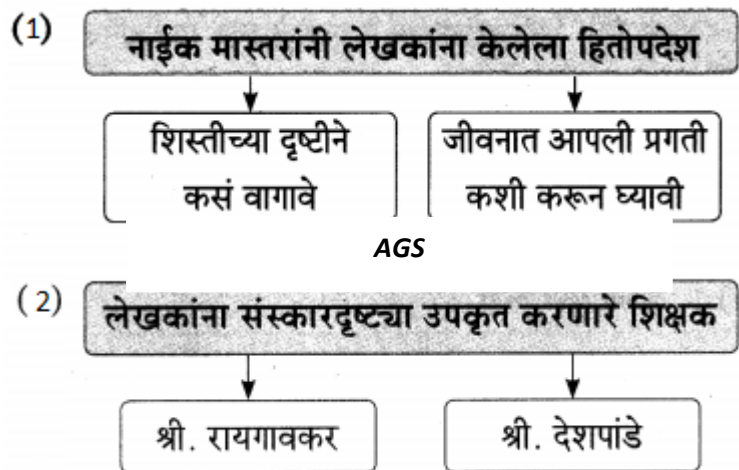 (1)
नाईक मास्तरांनी लेखकांना केलेला हितोपदेश
शिस्तीच्या दृष्टीने
कसं वागावे
जीवनात आपली प्रगती
कशी करून घ्यावी
AGS
(2)
लेखकांना संस्कारदृष्ट्या उपकृत करणारे शिक्षक
श्री. रायगावकर
श्री. देशपांडे